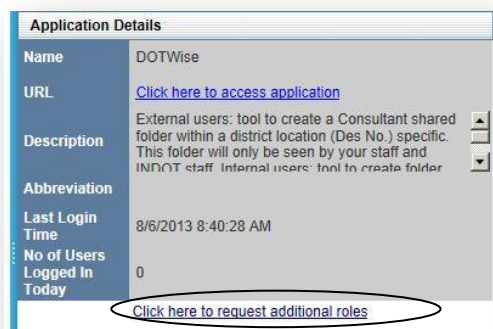 Application Details
Name DOTWise
URL Click here to access application
Description External users: tool to create a Consultant shared
folder within a district location (Des No.) specific.
This folder will only be seen by your staff and
INDOT staff. Internal users: tool to create folder
Abbreviation
Last Login
Time 8/6/2013 8:40:28 AM
No of Users
Logged In
Today 0
Click here to request additional roles